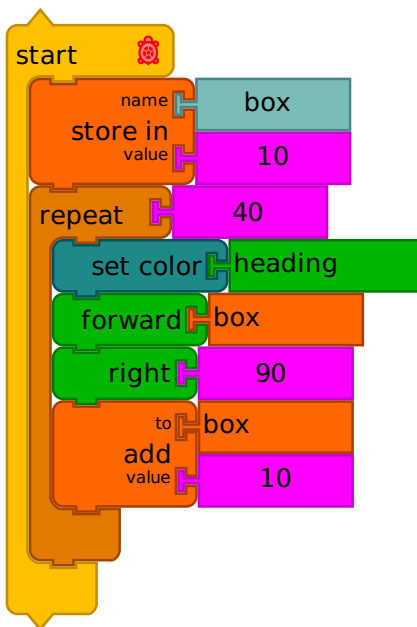 start
name box
store in
value 10
repeat 40
set color heading
forward box
right 90
to box
add
value 10